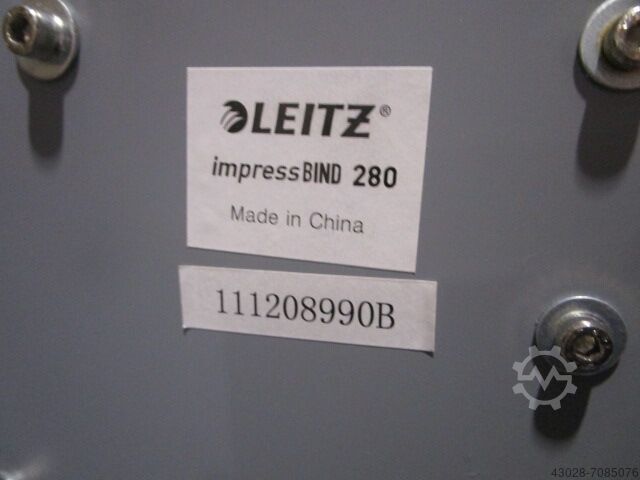 LEITZ®
impressBIND 280
Made in China
111208990B
43028-7085076